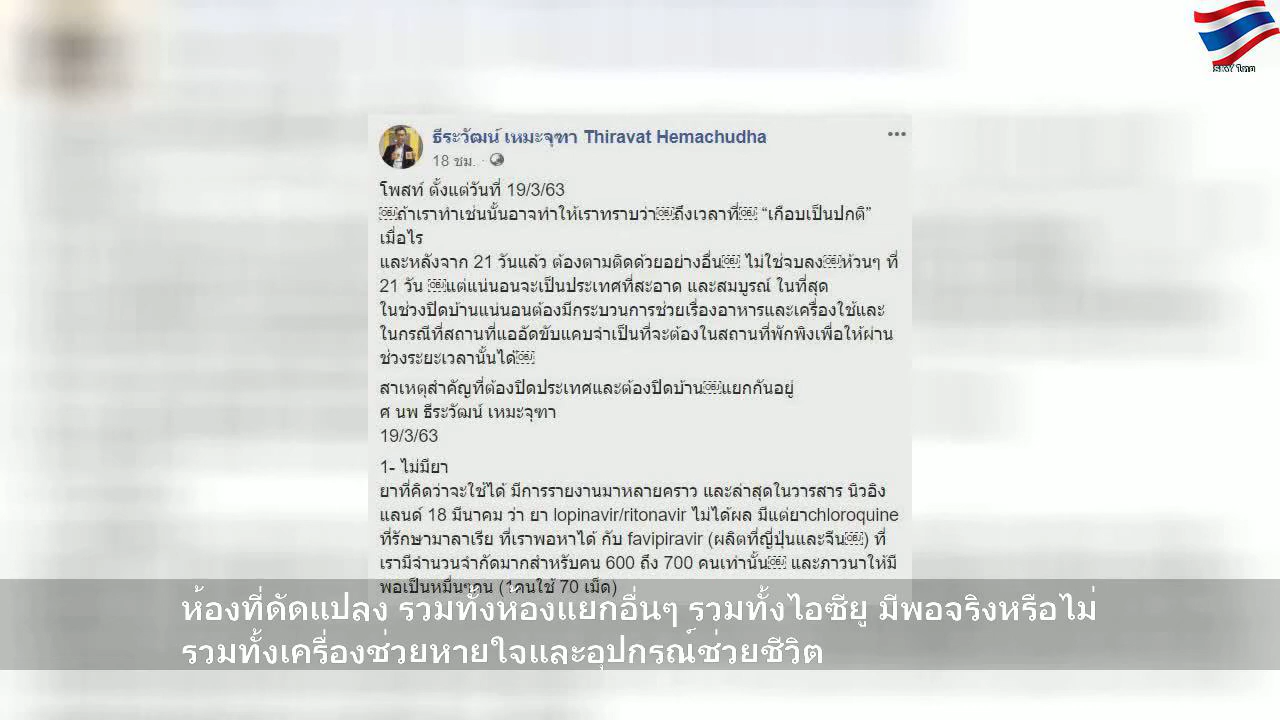 SKY ไทย
ธีระวัฒน์ เหมะจุฑา Thiravat Hemachudha
18 ชม. ·
โพสท์ ตั้งแต่วันที่ 19/3/63
ถ้าเราทำเช่นนั้นอาจทำให้เราทราบว่าถึงเวลาที่ “เกือบเป็นปกติ”
เมื่อไร
และหลังจาก 21 วันแล้ว ต้องตามติดด้วยอย่างอื่น ไม่ใช่จบลงห้วนๆ ที่
21 วัน แต่แน่นอนจะเป็นประเทศที่สะอาด และสมบูรณ์ ในที่สุด
ในช่วงปิดบ้านแน่นอนต้องมีกระบวนการช่วยเรื่องอาหารและเครื่องใช้และ
ในกรณีที่สถานที่แออัดขับแคบจำเป็นที่จะต้องในสถานที่พักพิงเพื่อให้ผ่าน
ช่วงระยะเวลานั้นได้
สาเหตุสำคัญที่ต้องปิดประเทศและต้องปิดบ้านแยกกันอยู่
ศ นพ ธีระวัฒน์ เหมะจุฑา
19/3/63
1- ไม่มียา
ยาที่คิดว่าจะใช้ได้ มีการรายงานมาหลายคราว และล่าสุดในวารสาร นิวอิง
แลนด์ 18 มีนาคม ว่า ยา lopinavir/ritonavir ไม่ได้ผล มีแต่ยาchloroquine
ที่รักษามาลาเรีย ที่เราพอหาได้ กับ favipiravir (ผลิตที่ญี่ปุ่นและจีน) ที่
เรามีจำนวนจำกัดมากสำหรับคน 600 ถึง 700 คนเท่านั้น และภาวนาให้มี
พอเป็นหมื่นๆคน (1คนใช้ 70 เม็ด)
ห้องที่ดัดแปลง รวมทั้งห้องแยกอื่นๆ รวมทั้งไอซียู มีพอจริงหรือไม่
รวมทั้งเครื่องช่วยหายใจและอุปกรณ์ช่วยชีวิต